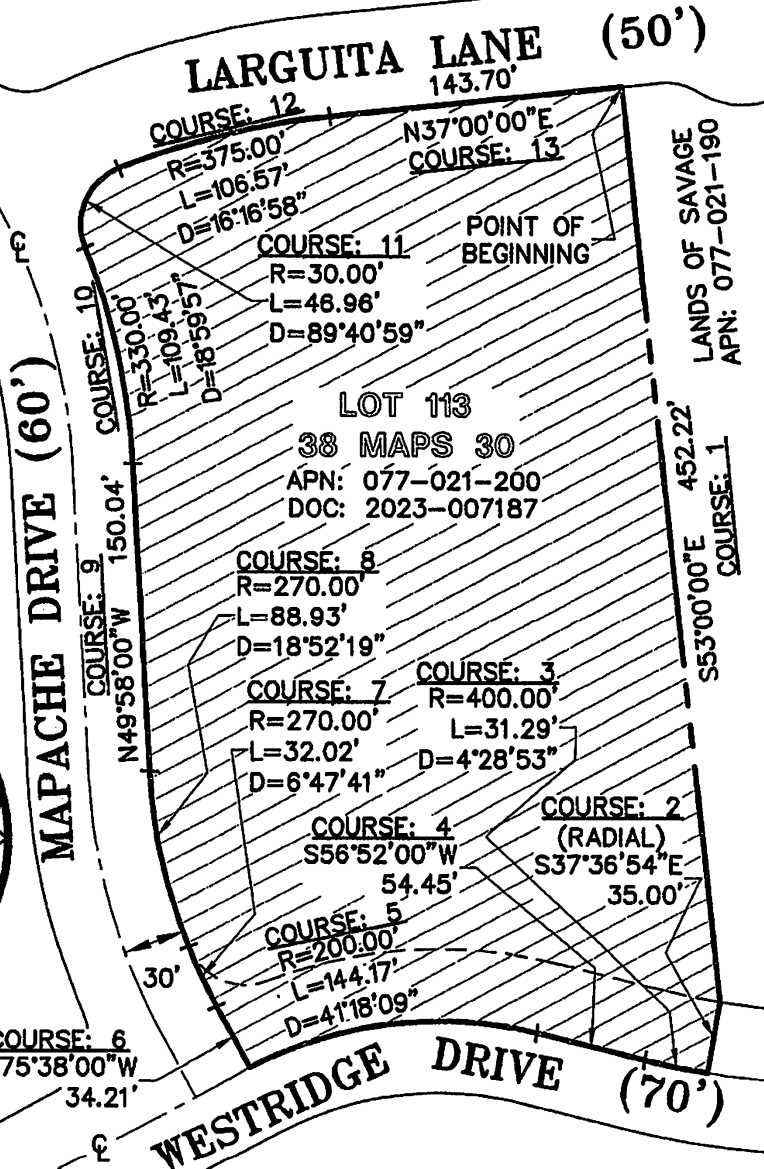 LARGUITA LANE (50')
143.70'
N37°00'00"E
COURSE: 13
COURSE: 12
R=375.00'
L=106.57'
D=16°16'58"
POINT OF
BEGINNING
LANDS OF SAVAGE
APN: 077-021-190
COURSE: 11
R=30.00'
L=46.96'
D=89°40'59"
COURSE: 10
R=330.00'
L=109.43'
D=18°59'57"
LOT 113
38 MAPS 30
APN: 077-021-200
DOC: 2023-007187
S53°00'00"E 452.22'
COURSE: 1
MAPACHE DRIVE (60')
COURSE: 9
N49°58'00"W 150.04'
COURSE: 8
R=270.00'
L=88.93'
D=18°52'19"
COURSE: 7
R=270.00'
L=32.02'
D=6°47'41"
COURSE: 3
R=400.00'
L=31.29'
D=4°28'53"
COURSE: 4
S56°52'00"W
54.45'
COURSE: 2
(RADIAL)
S37°36'54"E
35.00'
COURSE: 5
R=200.00'
L=144.17'
D=41°18'09"
30'
COURSE: 6
75°38'00"W
34.21'
WESTRIDGE DRIVE (70')